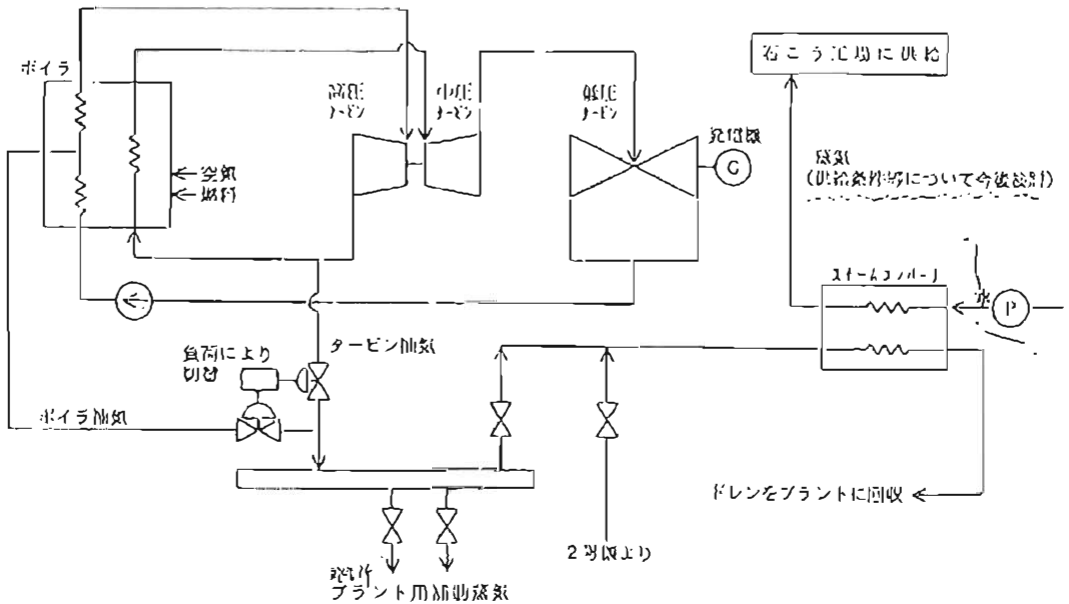 石こう工場に供給
ボイラ
高圧
タービン
中圧
タービン
低圧
タービン
発電機
G
空気
燃料
蒸気
(供給条件等について今後検討)
スチームコンバータ
水
P
タービン抽気
負荷により
切替
ボイラ抽気
ドレンをプラントに回収
2号機より
プラント用補助蒸気